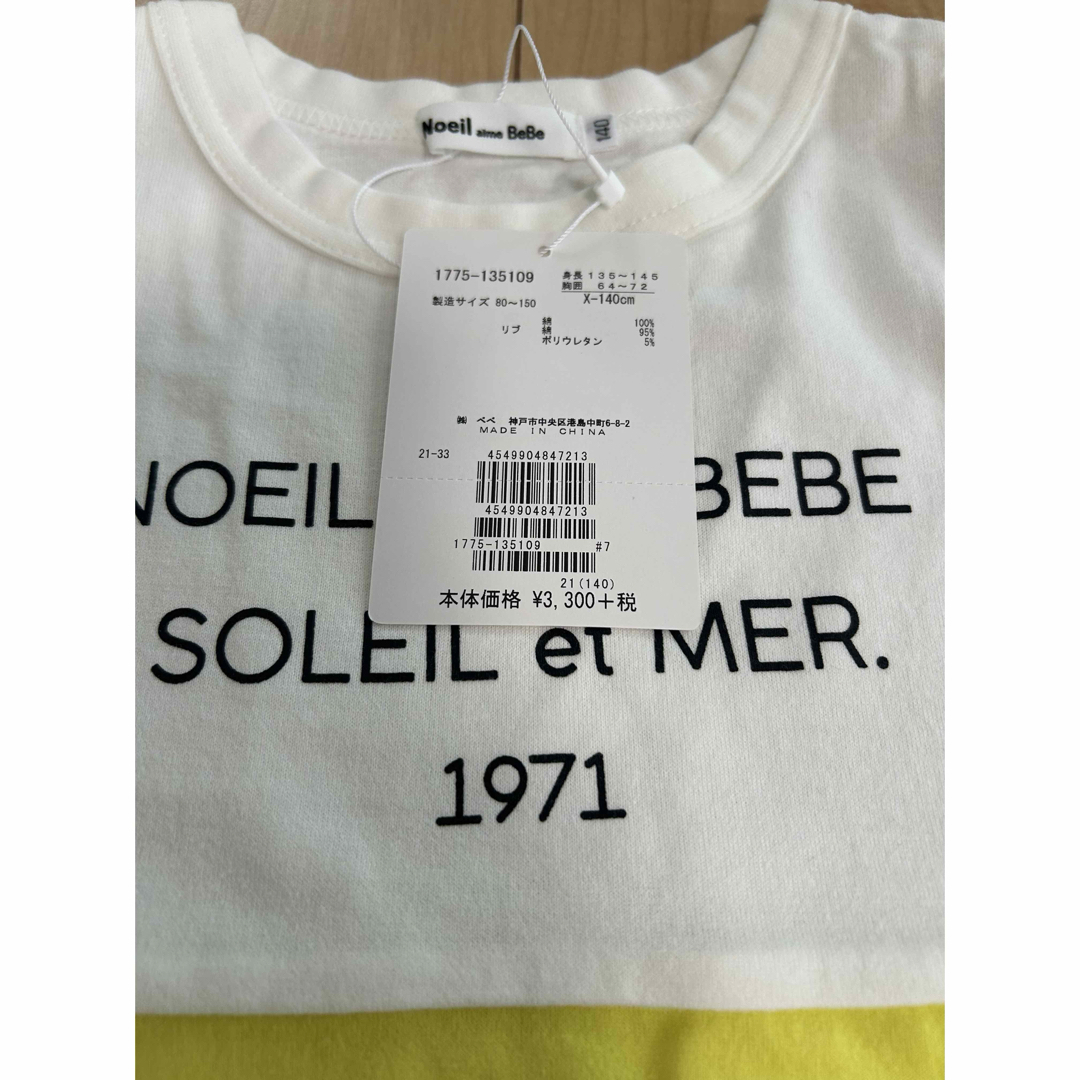 Noeil aime BeBe
140
1775-135109
身長 135～145
胸囲 64～72
製造サイズ 80～150
X-140cm
綿 100%
リブ 綿 95%
ポリウレタン 5%
㈱ べべ 神戸市中央区港島中町6-8-2
MADE IN CHINA
21-33
4549904847213
4549904847213
1775-135109 #7
21(140)
本体価格 ¥3,300+税
NOEIL BEBE
SOLEIL et MER.
1971